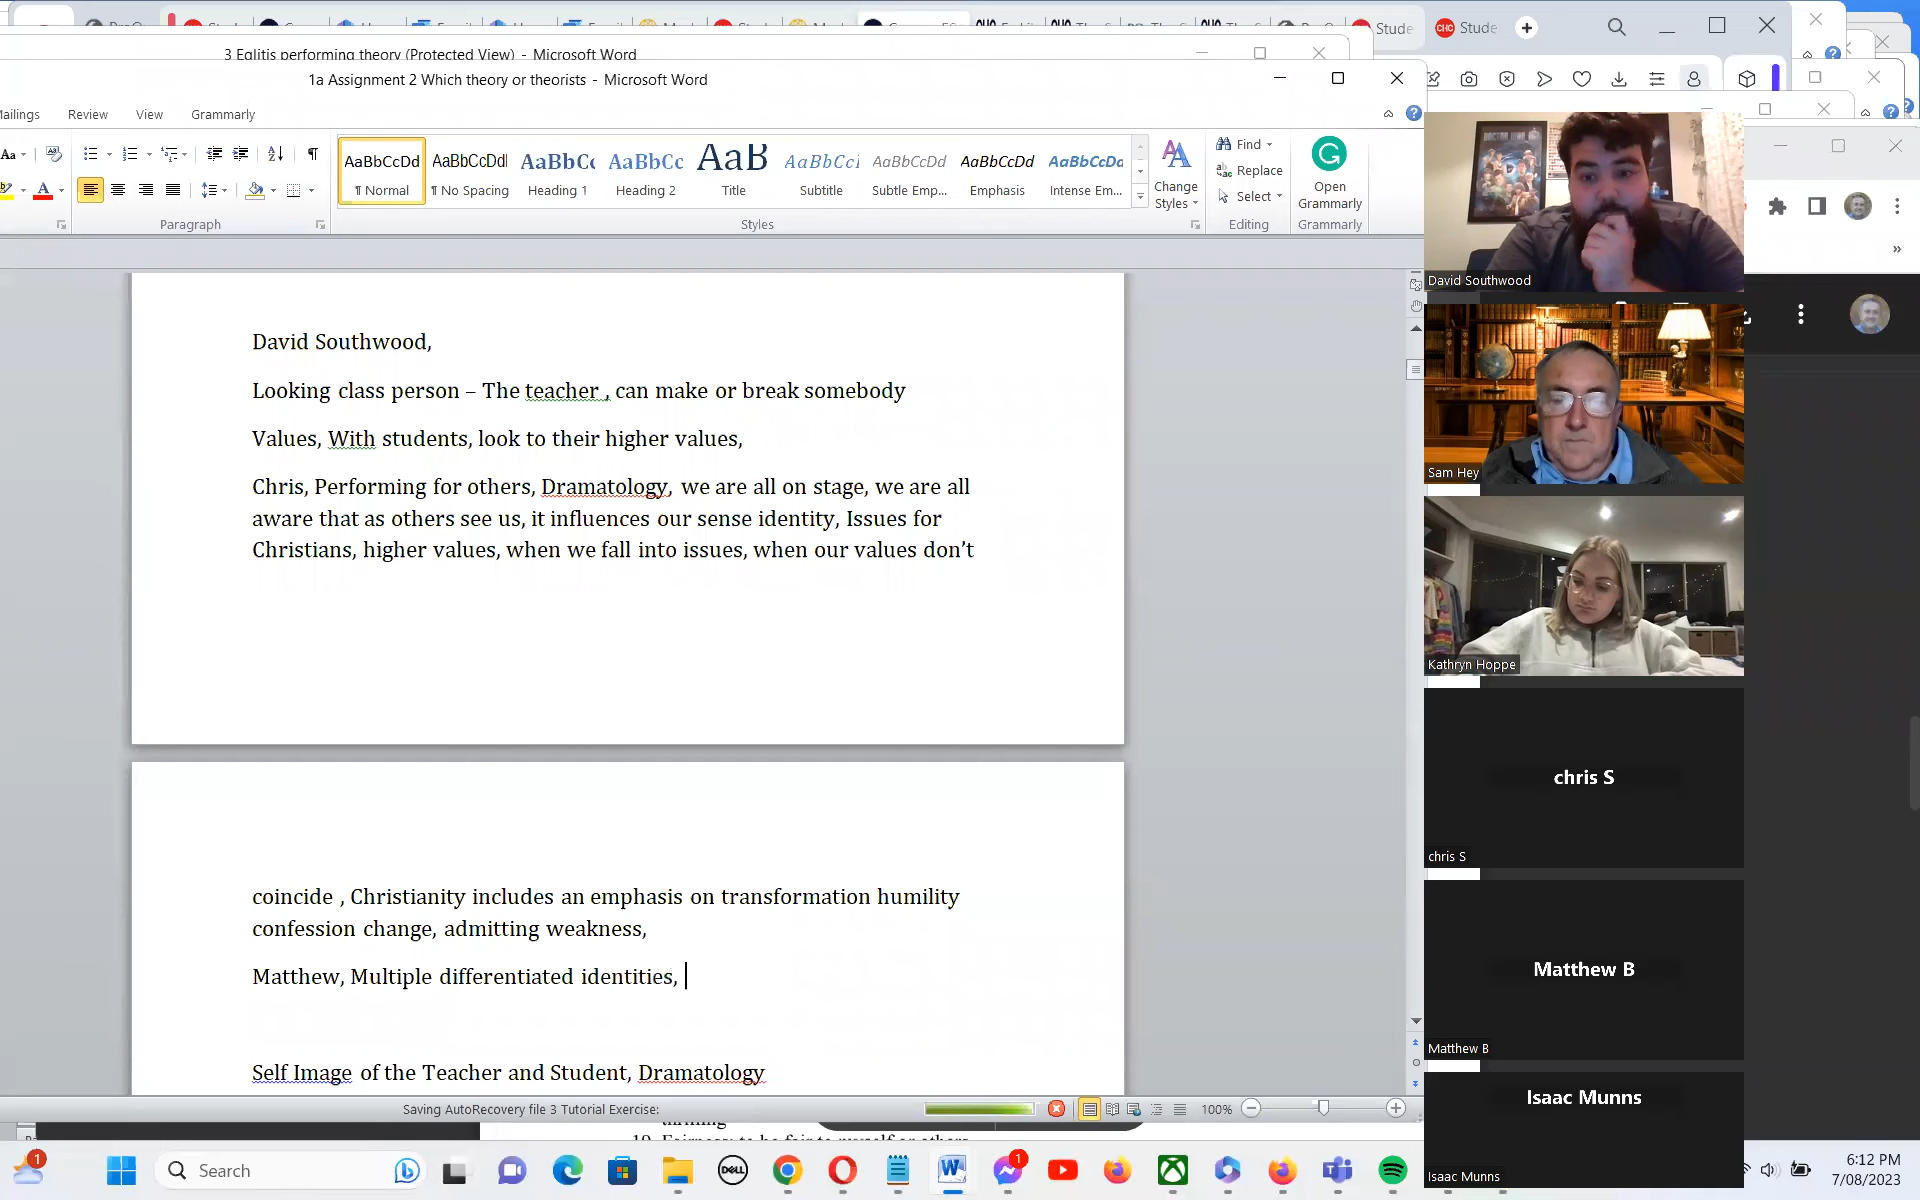 Stude
Stude
3 Eglitis performing theory (Protected View) - Microsoft Word
1a Assignment 2 Which theory or theorists - Microsoft Word
Mailings Review View Grammarly
AaBbCcDd AaBbCcDd AaBbCc AaBbCc AaB AaBbCcI AaBbCcDd AaBbCcDd AaBbCcDc
¶ Normal ¶ No Spacing Heading 1 Heading 2 Title Subtitle Subtle Emp... Emphasis Intense Em...
Change Styles
Find
Replace
Select
Open Grammarly
Paragraph Styles Editing Grammarly
David Southwood,
Looking class person – The teacher , can make or break somebody
Values, With students, look to their higher values,
Chris, Performing for others, Dramatology, we are all on stage, we are all
aware that as others see us, it influences our sense identity, Issues for
Christians, higher values, when we fall into issues, when our values don’t
coincide , Christianity includes an emphasis on transformation humility
confession change, admitting weakness,
Matthew, Multiple differentiated identities,
Self Image of the Teacher and Student, Dramatology
Saving AutoRecovery file 3 Tutorial Exercise:
100%
David Southwood
Sam Hey
Kathryn Hoppe
chris S
chris S
Matthew B
Matthew B
Isaac Munns
Isaac Munns
Search
DELL
1
1
6:12 PM
7/08/2023